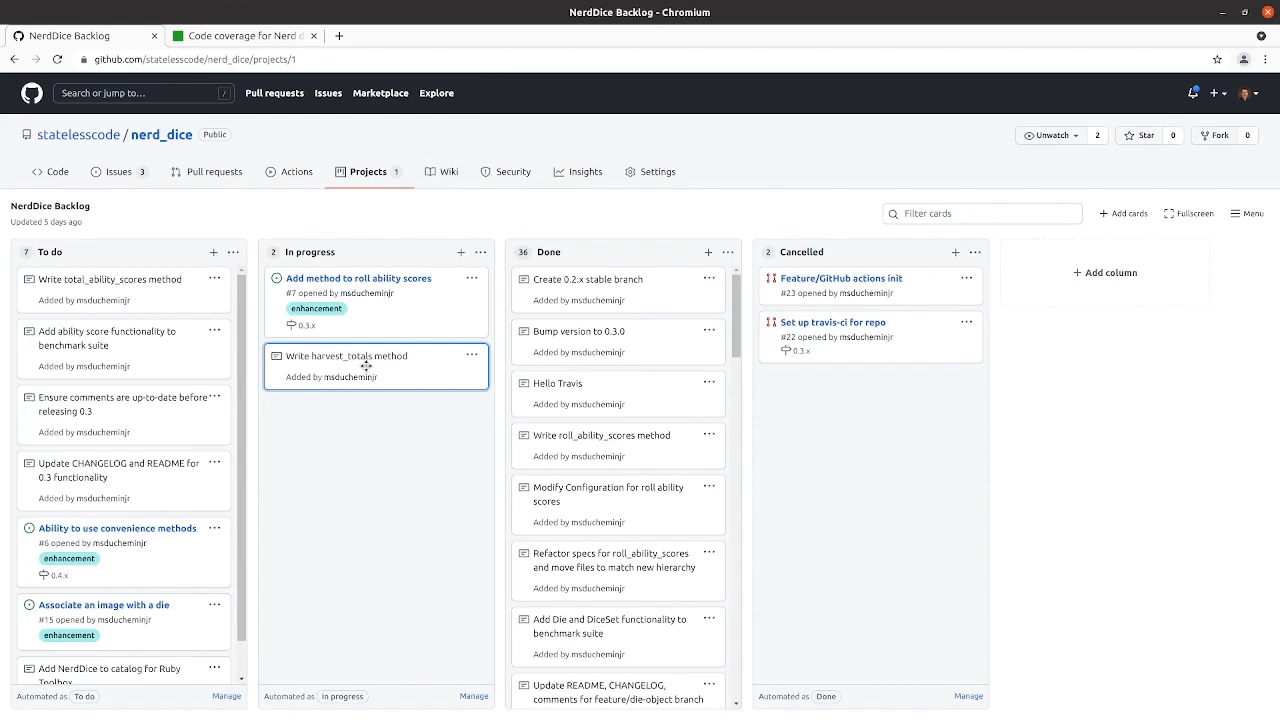 NerdDice Backlog - Chromium
NerdDice Backlog
Code coverage for Nerd d
github.com/statelesscode/nerd_dice/projects/1
Search or jump to...
/
Pull requests
Issues
Marketplace
Explore
statelesscode / nerd_dice
Public
Unwatch
2
Star
0
Fork
0
Code
Issues 3
Pull requests
Actions
Projects 1
Wiki
Security
Insights
Settings
NerdDice Backlog
Updated 5 days ago
Filter cards
Add cards
Fullscreen
Menu
7 To do
Write total_ability_scores method
Added by msducheminjr
Add ability score functionality to
benchmark suite
Added by msducheminjr
Ensure comments are up-to-date before
releasing 0.3
Added by msducheminjr
Update CHANGELOG and README for
0.3 functionality
Added by msducheminjr
Ability to use convenience methods
#6 opened by msducheminjr
enhancement
0.4.x
Associate an image with a die
#15 opened by msducheminjr
enhancement
Add NerdDice to catalog for Ruby
Toolbox
Automated as To do
Manage
2 In progress
Add method to roll ability scores
#7 opened by msducheminjr
enhancement
0.3.x
Write harvest_totals method
Added by msducheminjr
Automated as In progress
Manage
36 Done
Create 0.2.x stable branch
Added by msducheminjr
Bump version to 0.3.0
Added by msducheminjr
Hello Travis
Added by msducheminjr
Write roll_ability_scores method
Added by msducheminjr
Modify Configuration for roll ability
scores
Added by msducheminjr
Refactor specs for roll_ability_scores
and move files to match new hierarchy
Added by msducheminjr
Add Die and DiceSet functionality to
benchmark suite
Added by msducheminjr
Update README, CHANGELOG,
comments for feature/die-object branch
2 Cancelled
Feature/GitHub actions init
#23 opened by msducheminjr
Set up travis-ci for repo
#22 opened by msducheminjr
0.3.x
Automated as Done
Manage
Add column